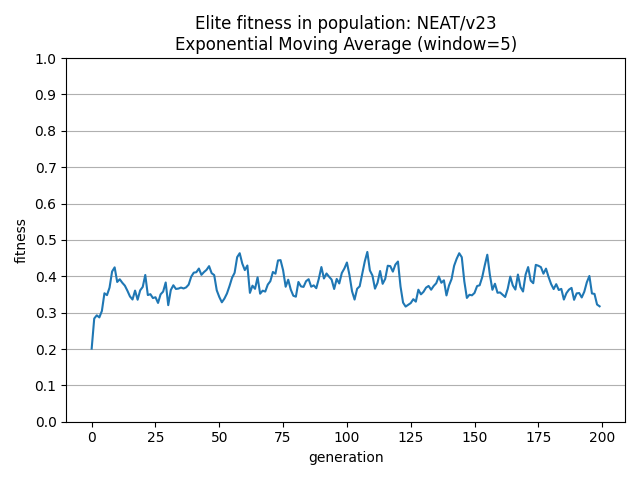 Elite fitness in population: NEAT/v23
Exponential Moving Average (window=5)
1.0
0.9
0.8
0.7
0.6
0.5
0.4
0.3
0.2
0.1
0.0
fitness
0 25 50 75 100 125 150 175 200
generation